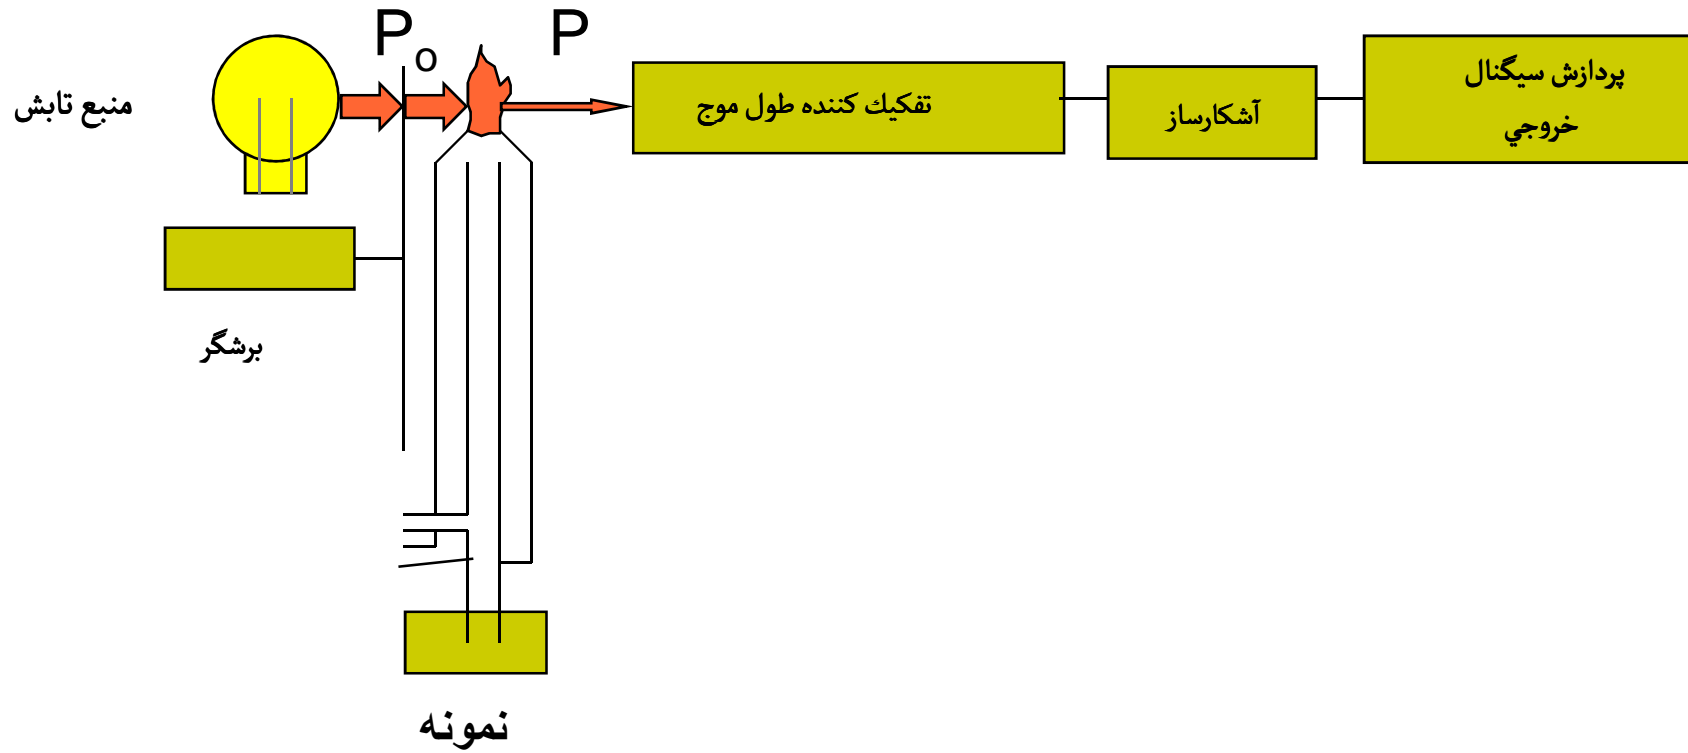 P₀
P
منبع تابش
تفكيك كننده طول موج
آشكارساز
پردازش سيگنال
خروجي
برشگر
نمونه